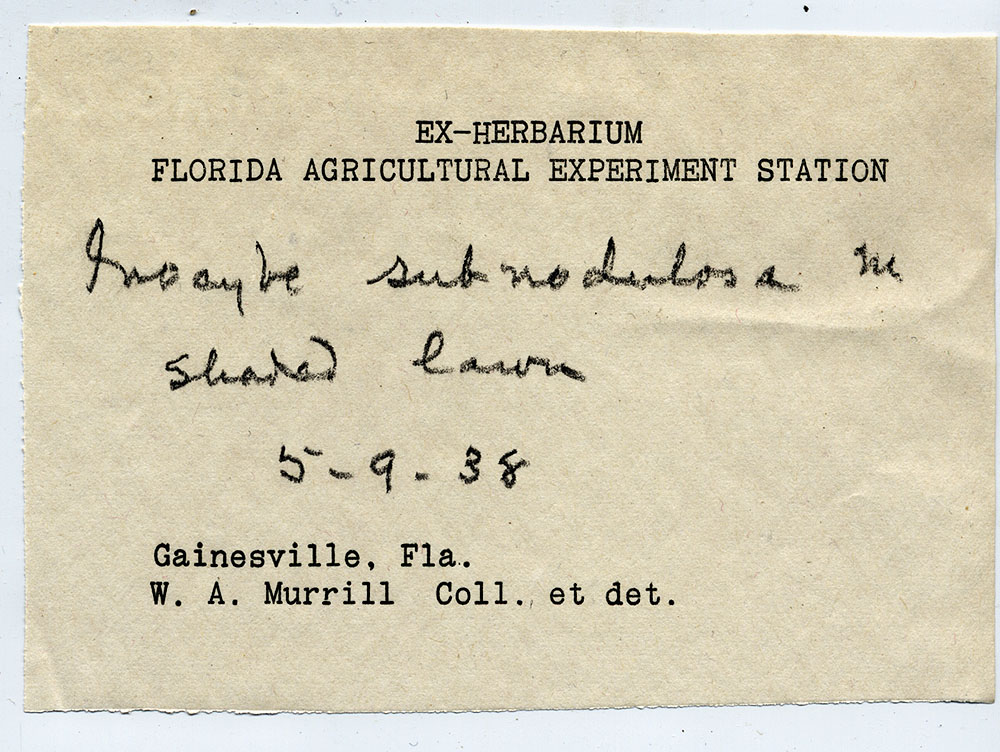 EX-HERBARIUM
FLORIDA AGRICULTURAL EXPERIMENT STATION
Inocybe subnodulosa M
shaded lawn
5-9-38
Gainesville, Fla.
W. A. Murrill Coll. et det.